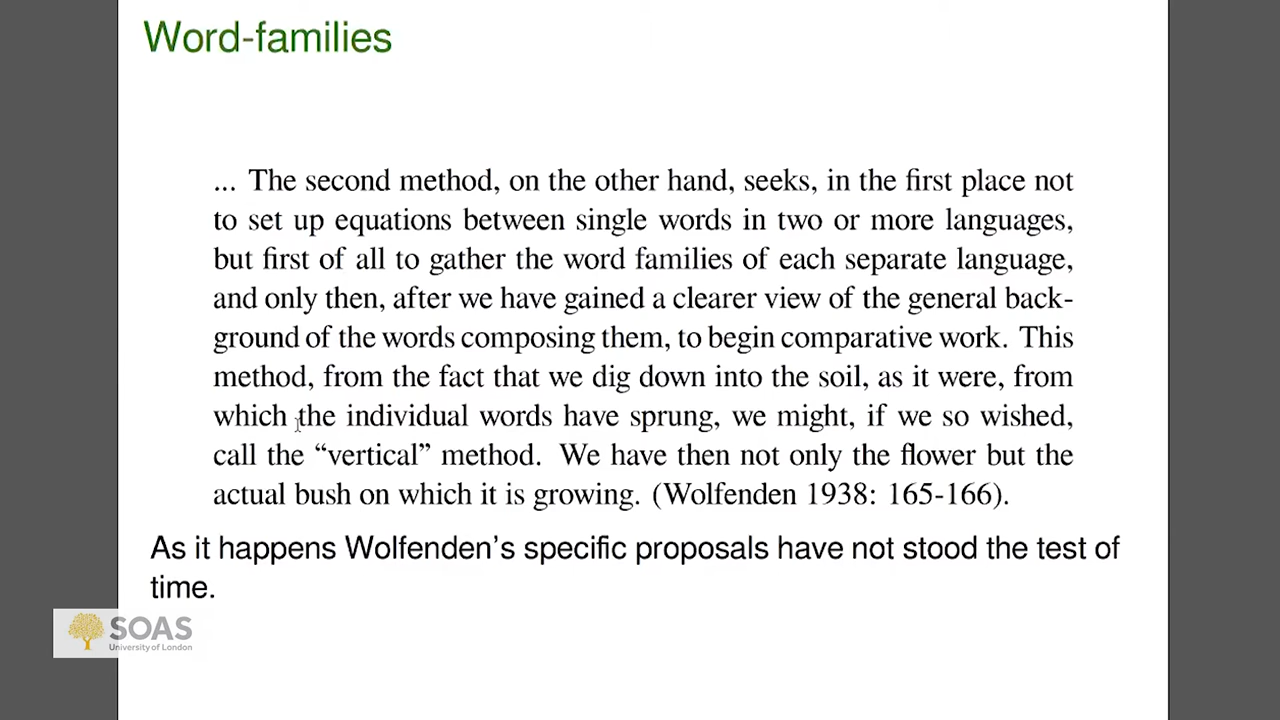 Word-families
... The second method, on the other hand, seeks, in the first place not
to set up equations between single words in two or more languages,
but first of all to gather the word families of each separate language,
and only then, after we have gained a clearer view of the general back-
ground of the words composing them, to begin comparative work. This
method, from the fact that we dig down into the soil, as it were, from
which the individual words have sprung, we might, if we so wished,
call the “vertical” method. We have then not only the flower but the
actual bush on which it is growing. (Wolfenden 1938: 165-166).
As it happens Wolfenden’s specific proposals have not stood the test of
time.
SOAS
University of London